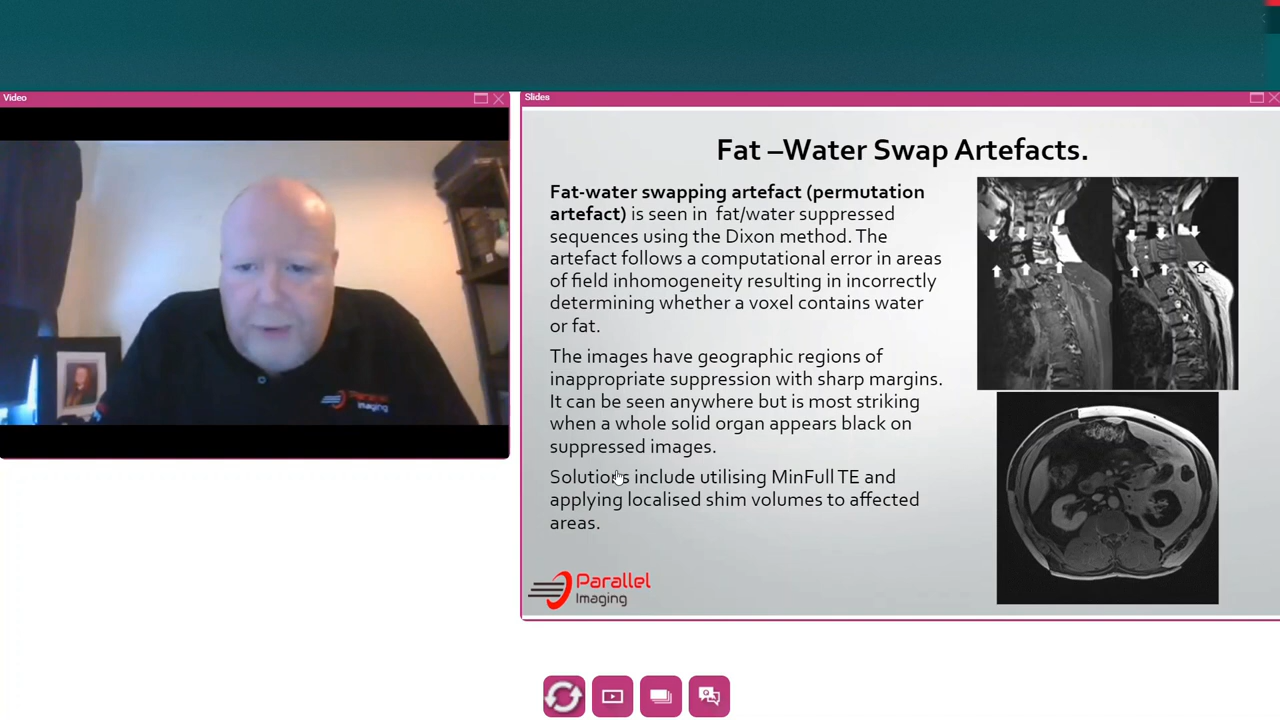 Video
Slides
Fat –Water Swap Artefacts.
Fat-water swapping artefact (permutation
artefact) is seen in fat/water suppressed
sequences using the Dixon method. The
artefact follows a computational error in areas
of field inhomogeneity resulting in incorrectly
determining whether a voxel contains water
or fat.
The images have geographic regions of
inappropriate suppression with sharp margins.
It can be seen anywhere but is most striking
when a whole solid organ appears black on
suppressed images.
Solutions include utilising MinFull TE and
applying localised shim volumes to affected
areas.
Parallel
Imaging
Parallel
Imaging